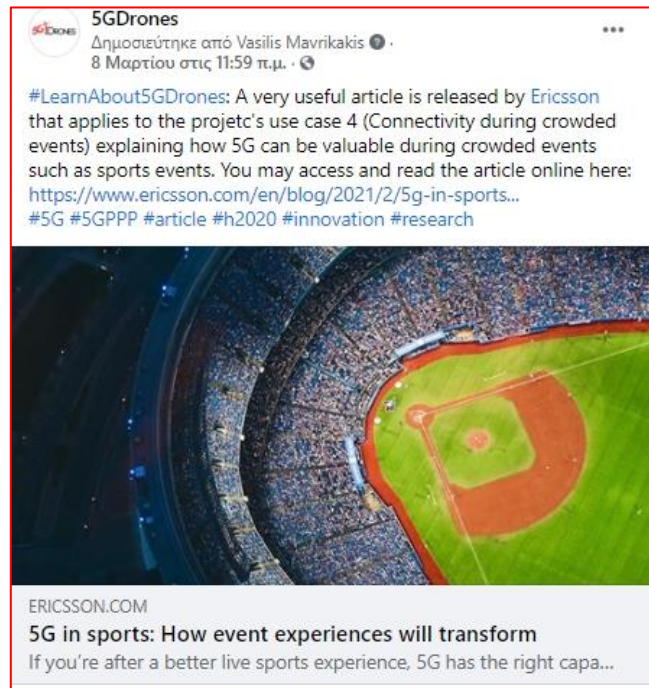 5GDRONES
5GDrones
Δημοσιεύτηκε από Vasilis Mavrikakis ·
8 Μαρτίου στις 11:59 π.μ. ·
#LearnAbout5GDrones: A very useful article is released by Ericsson
that applies to the projetc's use case 4 (Connectivity during crowded
events) explaining how 5G can be valuable during crowded events
such as sports events. You may access and read the article online here:
https://www.ericsson.com/en/blog/2021/2/5g-in-sports...
#5G #5GPPP #article #h2020 #innovation #research
ERICSSON.COM
5G in sports: How event experiences will transform
If you're after a better live sports experience, 5G has the right capa...